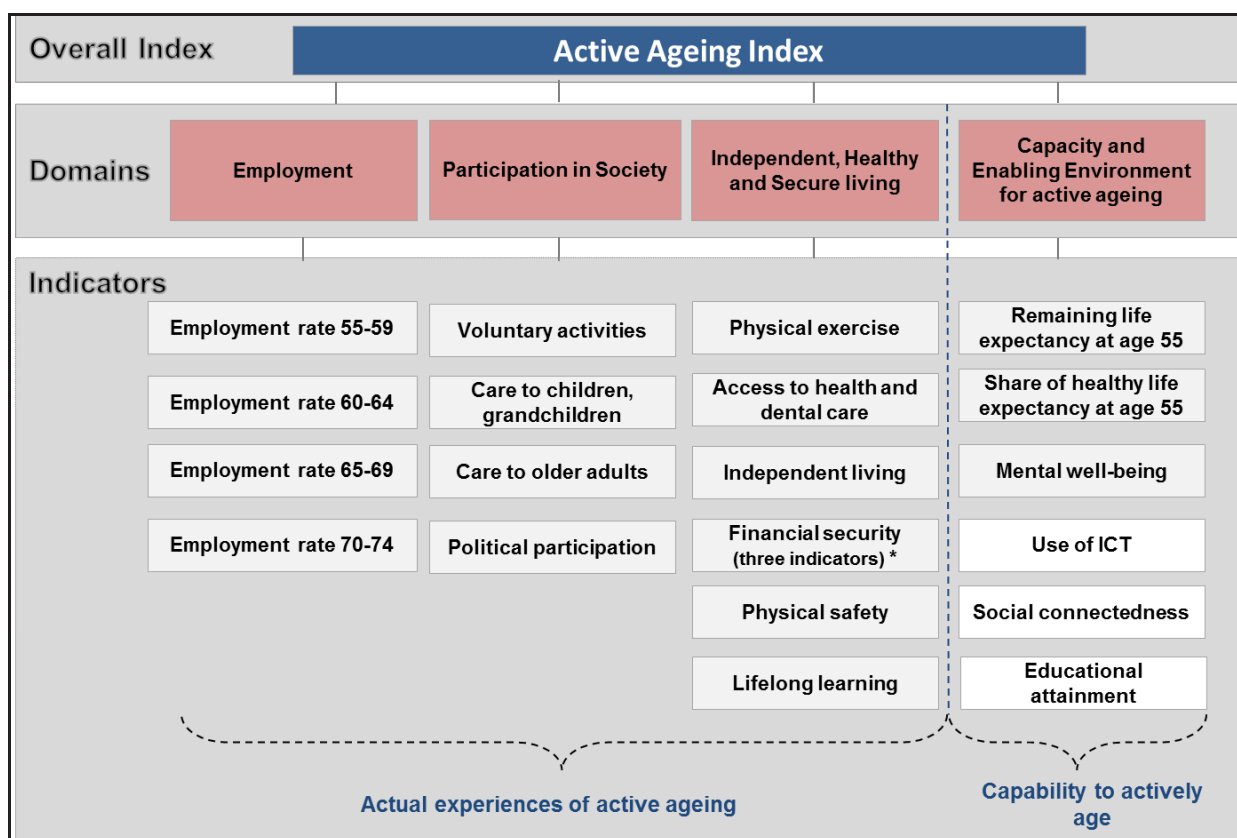 Overall Index
Active Ageing Index
Domains
Employment
Participation in Society
Independent, Healthy
and Secure living
Capacity and
Enabling Environment
for active ageing
Indicators
Employment rate 55-59
Voluntary activities
Physical exercise
Remaining life
expectancy at age 55
Employment rate 60-64
Care to children,
grandchildren
Access to health and
dental care
Share of healthy life
expectancy at age 55
Employment rate 65-69
Care to older adults
Independent living
Mental well-being
Employment rate 70-74
Political participation
Financial security
(three indicators) *
Use of ICT
Physical safety
Social connectedness
Lifelong learning
Educational
attainment
Actual experiences of active ageing
Capability to actively
age